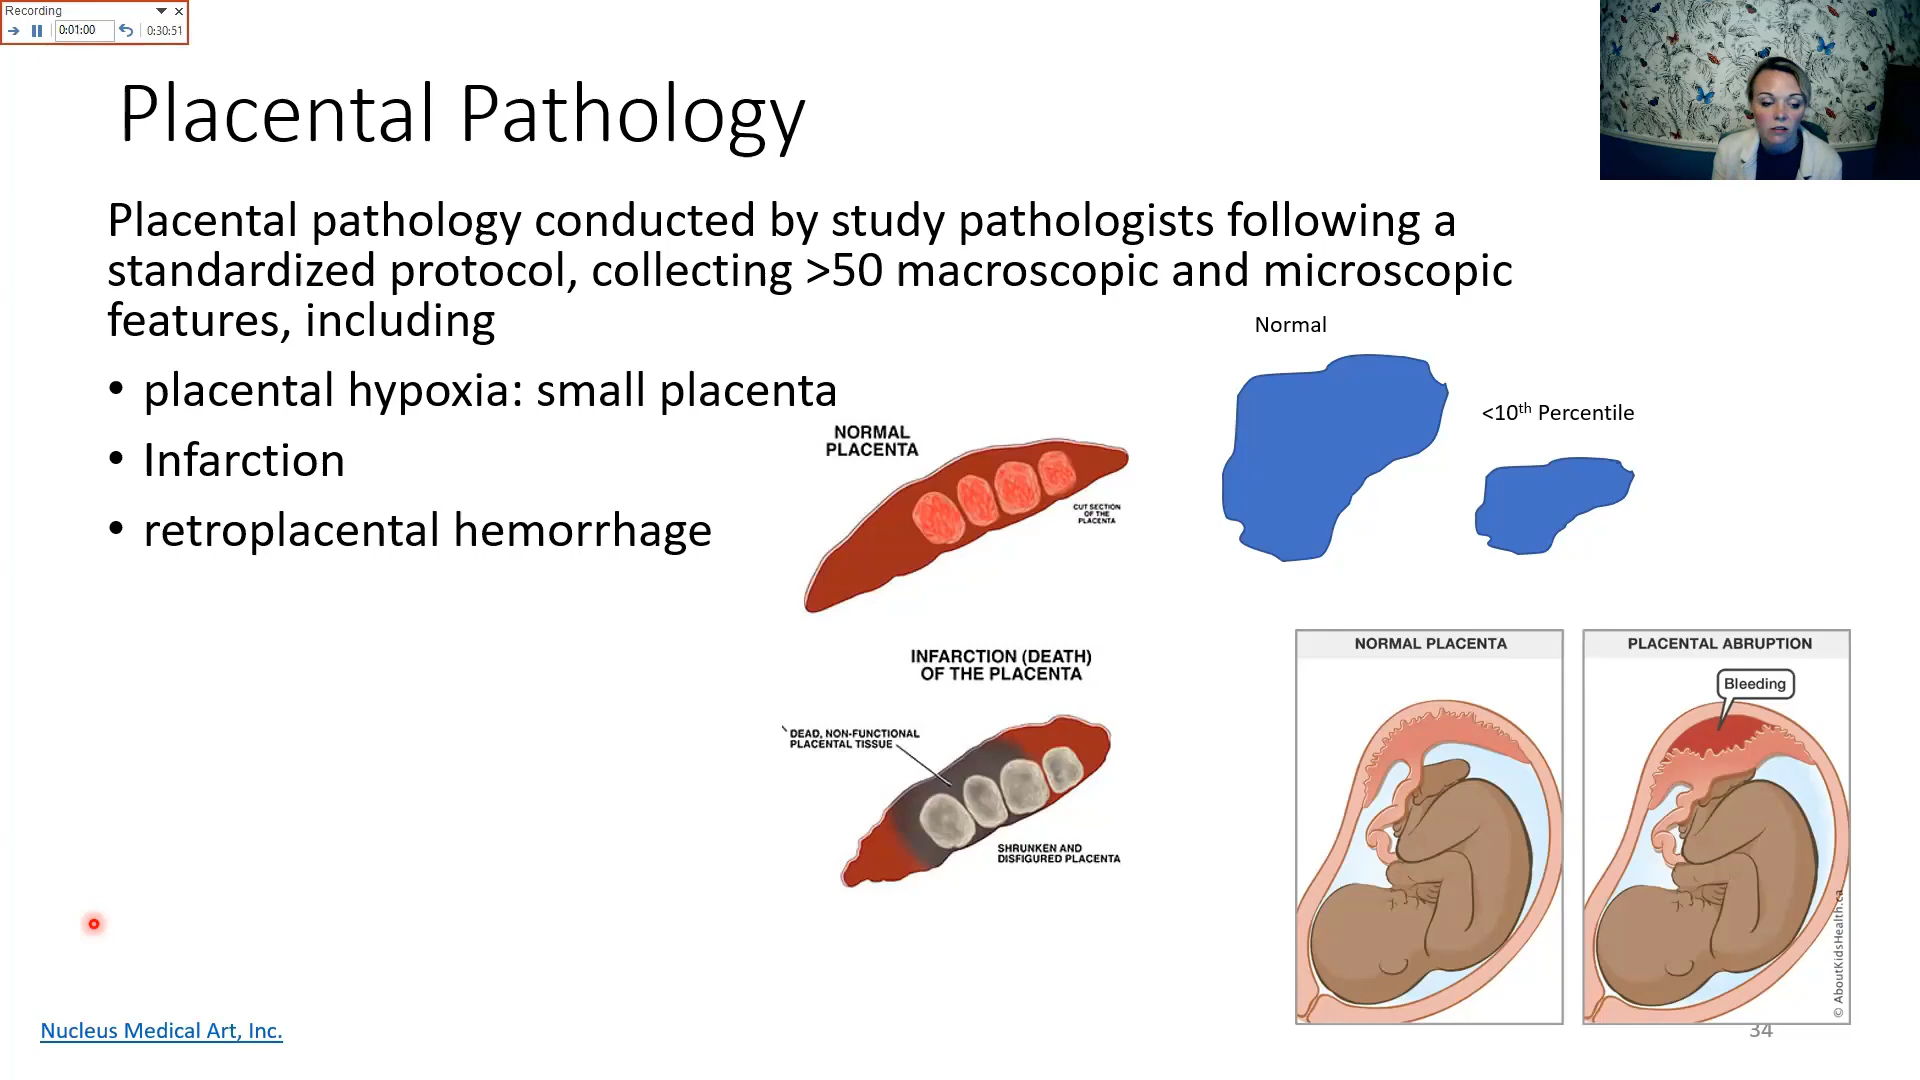 Recording
0:01:00
0:30:51
Placental Pathology
Placental pathology conducted by study pathologists following a
standardized protocol, collecting >50 macroscopic and microscopic
features, including
• placental hypoxia: small placenta
• Infarction
• retroplacental hemorrhage
Normal
<10th Percentile
NORMAL
PLACENTA
CUT SECTION
OF THE
PLACENTA
INFARCTION (DEATH)
OF THE PLACENTA
DEAD, NON-FUNCTIONAL
PLACENTAL TISSUE
SHRUNKEN AND
DISFIGURED PLACENTA
NORMAL PLACENTA
PLACENTAL ABRUPTION
Bleeding
© AboutKidsHealth.ca
Nucleus Medical Art, Inc.
34